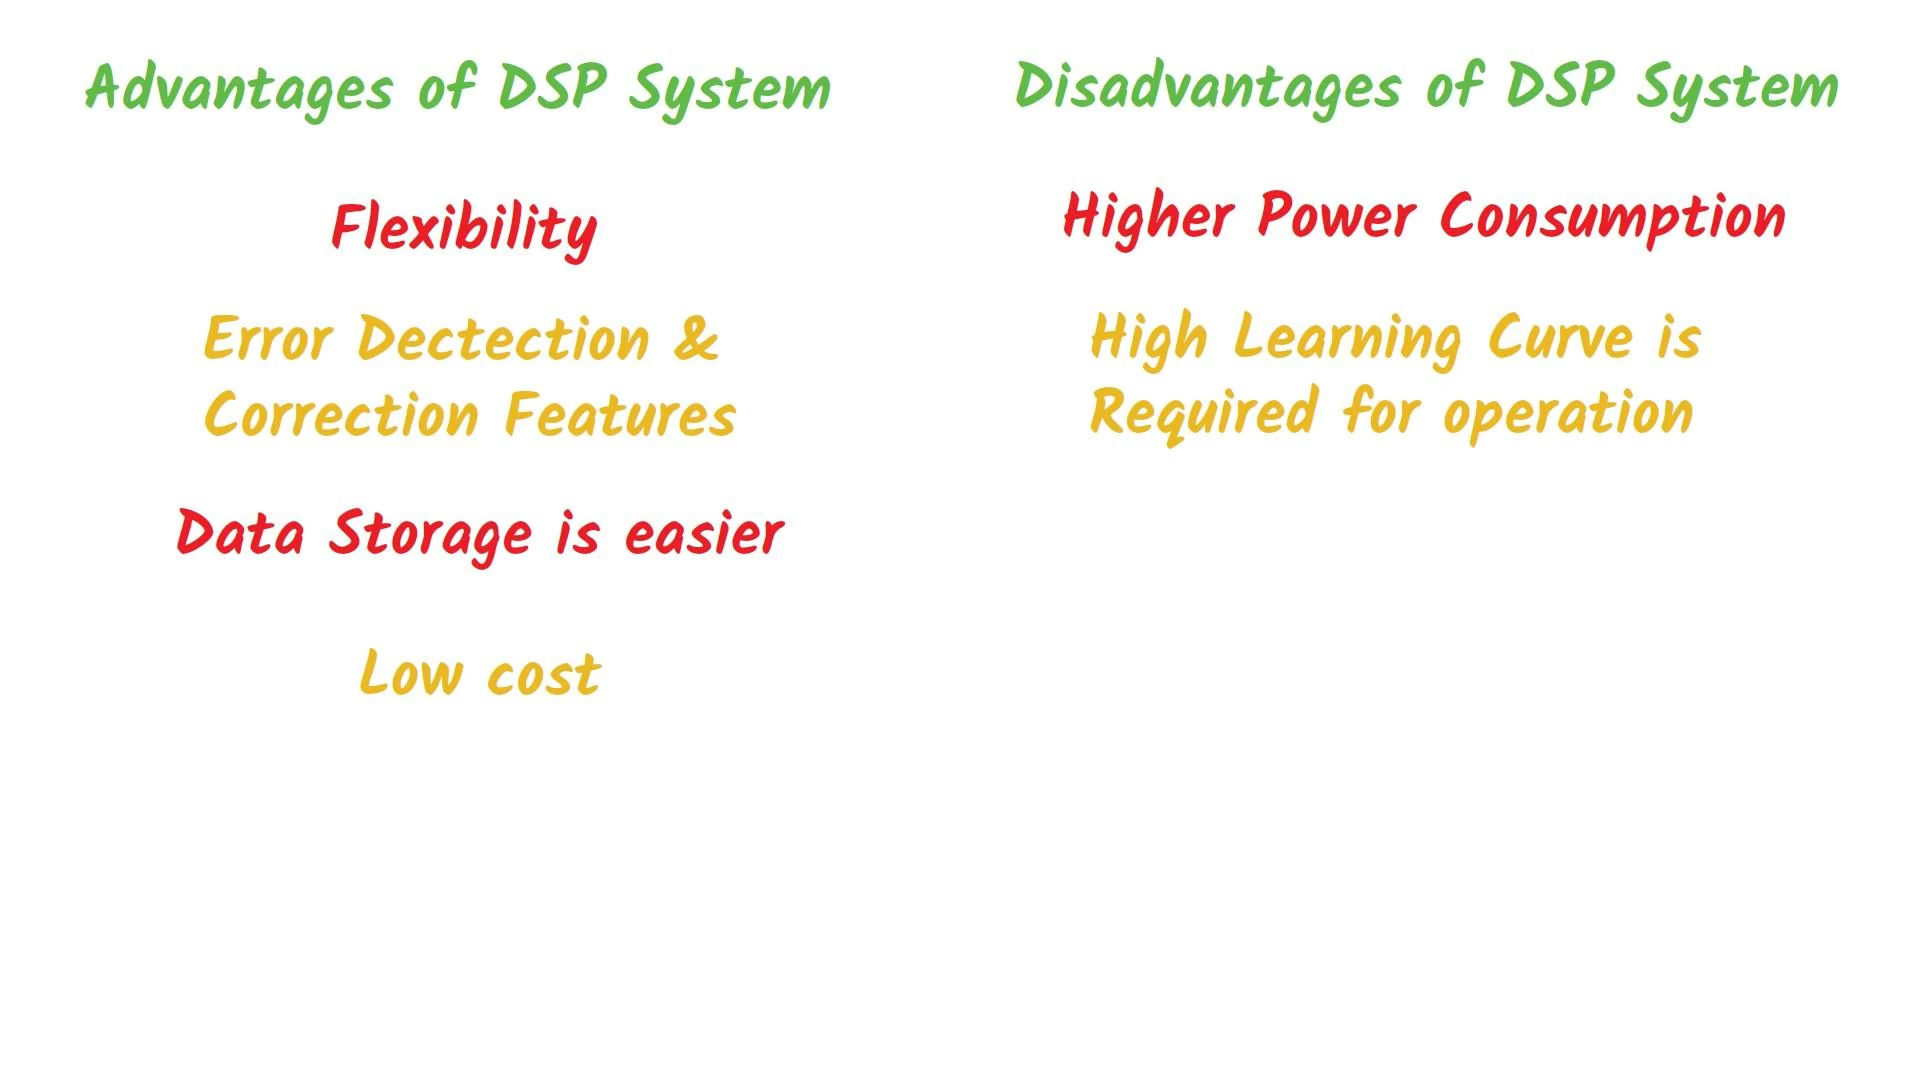 Advantages of DSP System
Flexibility
Error Dectection &
Correction Features
Data Storage is easier
Low cost
Disadvantages of DSP System
Higher Power Consumption
High Learning Curve is
Required for operation